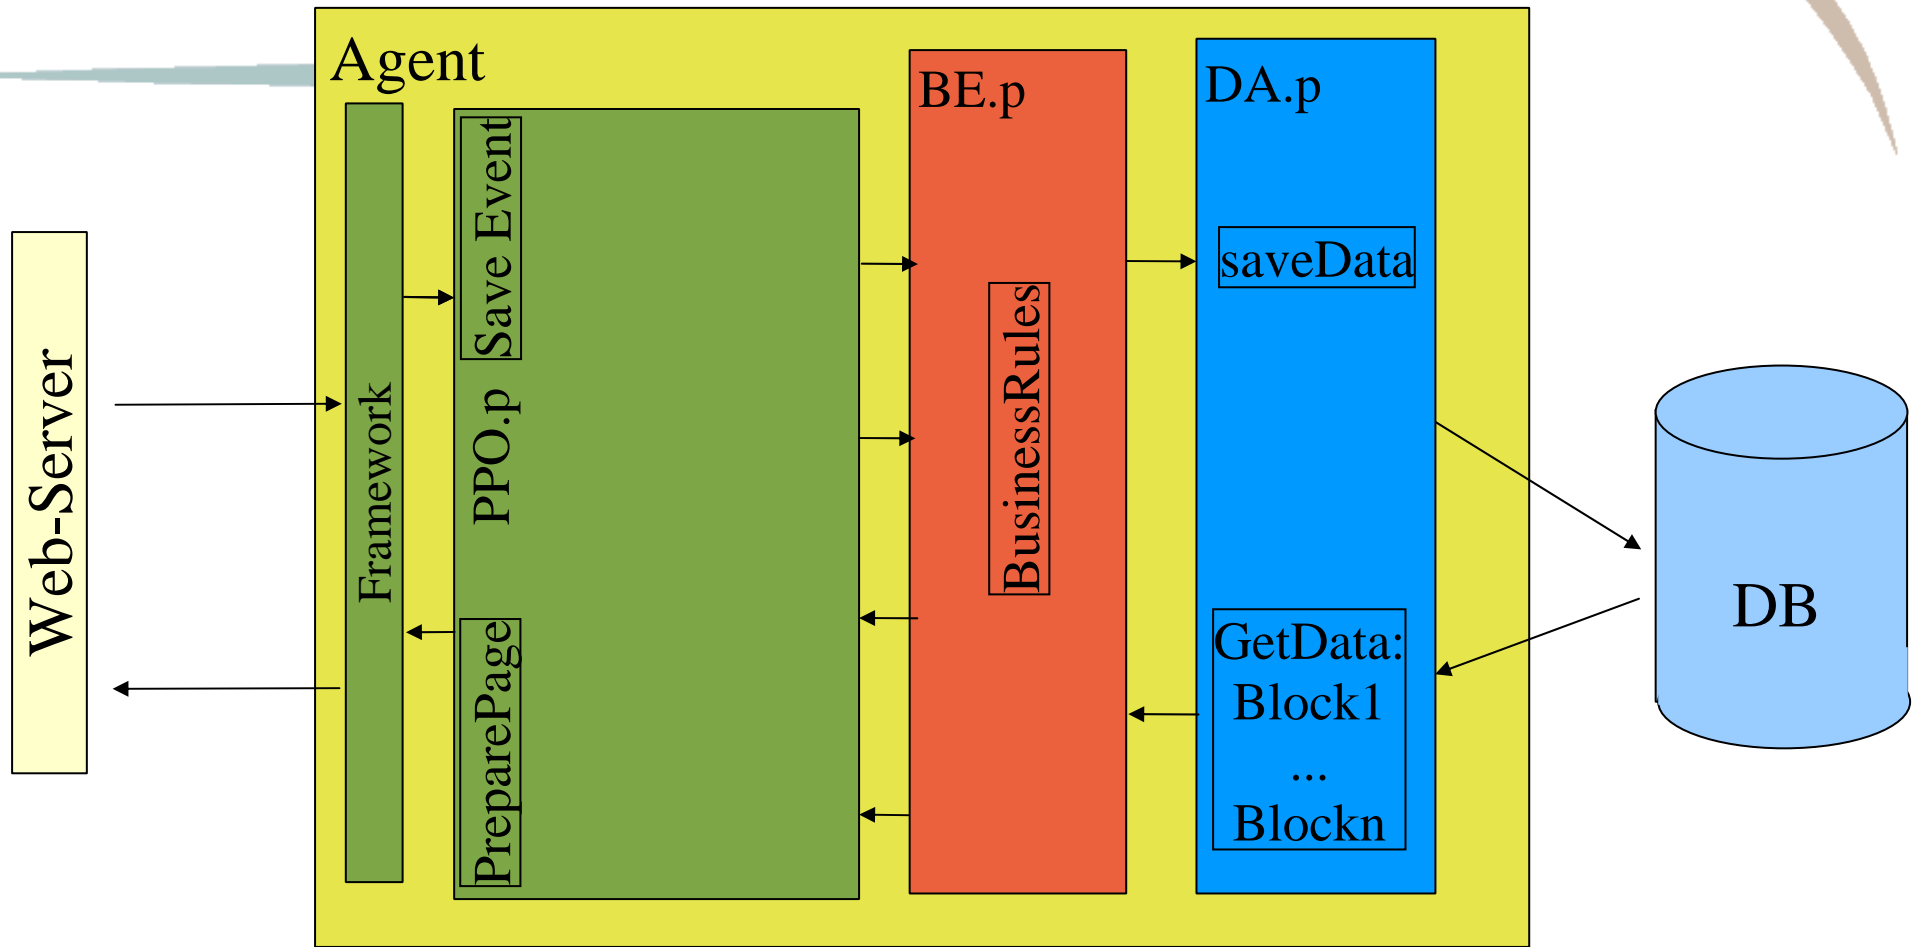 Agent
Web-Server
Framework
Save Event
PPO.p
PreparePage
BE.p
BusinessRules
DA.p
saveData
GetData:
Block1
...
Blockn
DB